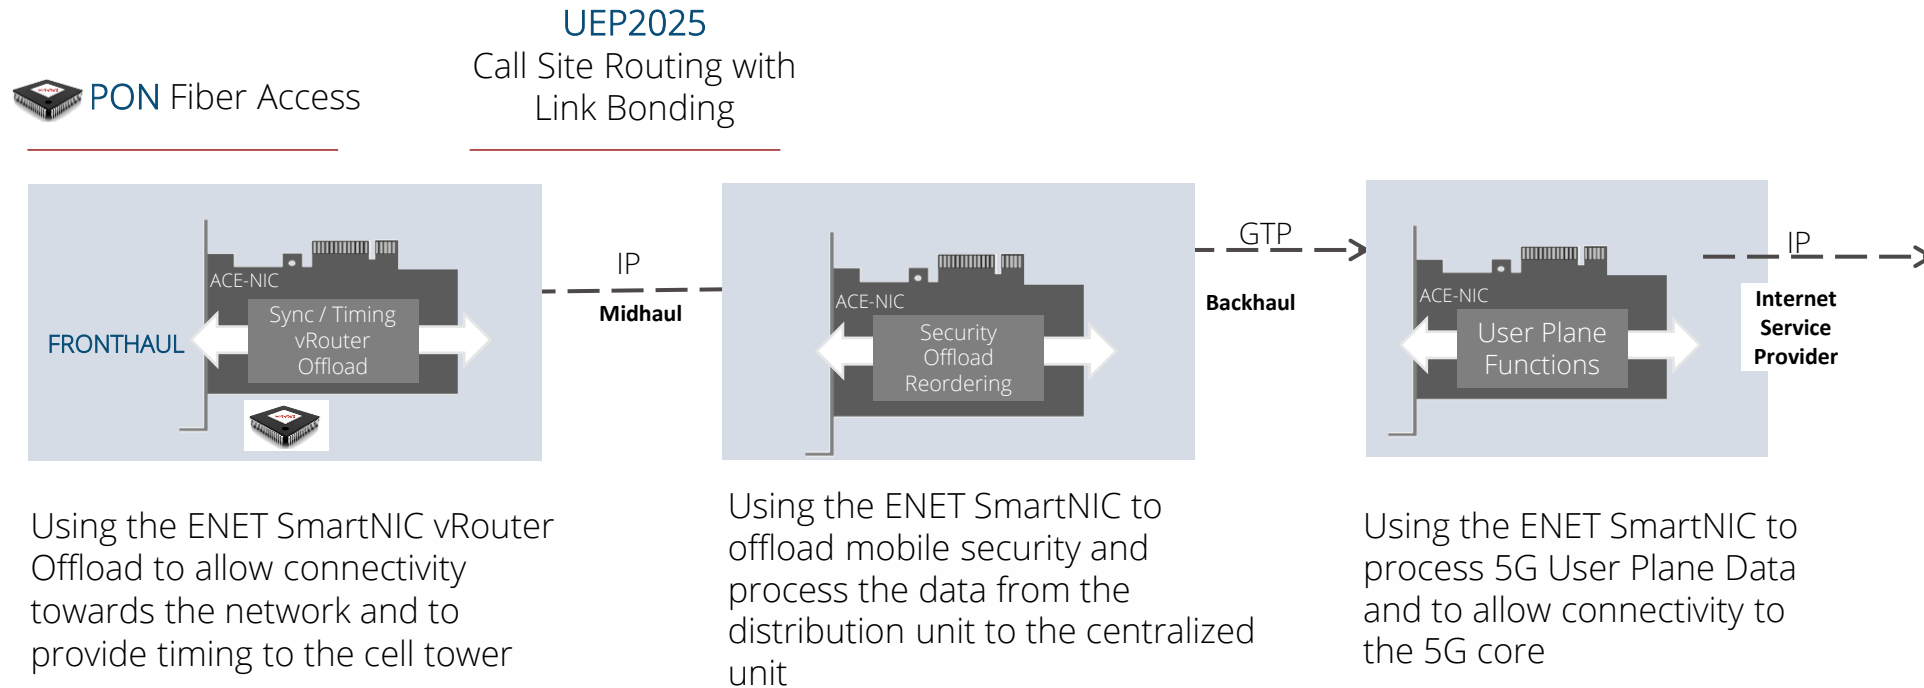 UEP2025
Call Site Routing with
Link Bonding
PON Fiber Access
ACE-NIC
Sync / Timing
vRouter
Offload
FRONTHAUL
IP
Midhaul
ACE-NIC
Security
Offload
Reordering
GTP
Backhaul
ACE-NIC
User Plane
Functions
IP
Internet
Service
Provider
Using the ENET SmartNIC vRouter
Offload to allow connectivity
towards the network and to
provide timing to the cell tower
Using the ENET SmartNIC to
offload mobile security and
process the data from the
distribution unit to the centralized
unit
Using the ENET SmartNIC to
process 5G User Plane Data
and to allow connectivity to
the 5G core